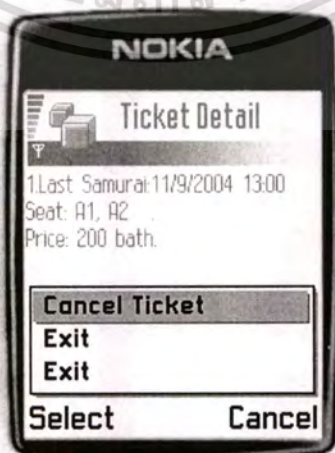 NOKIA
Ticket Detail
1.Last Samurai:11/9/2004 13:00
Seat: A1, A2
Price: 200 bath.
Cancel Ticket
Exit
Exit
Select Cancel